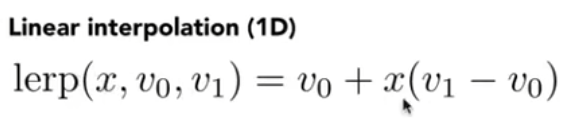 Linear interpolation (1D)
lerp(x, v₀, v₁) = v₀ + x(v₁ − v₀)